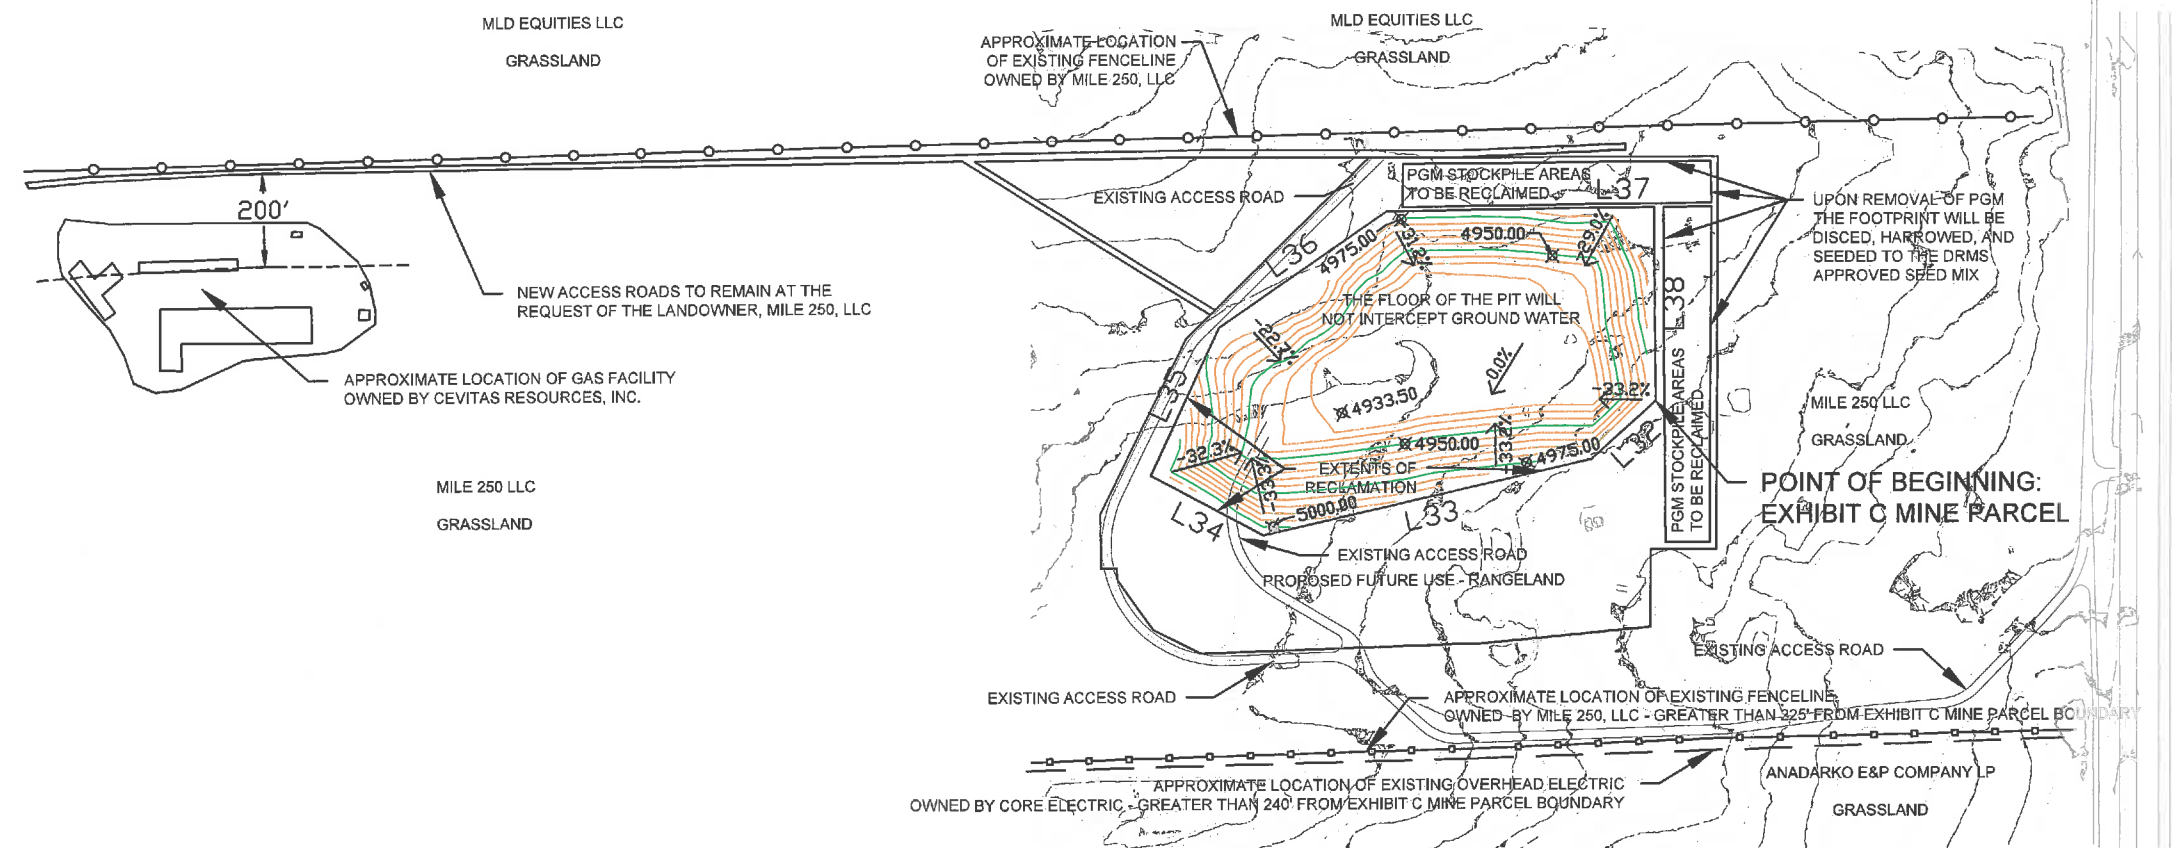 MLD EQUITIES LLC
GRASSLAND
MLD EQUITIES LLC
GRASSLAND
APPROXIMATE LOCATION
OF EXISTING FENCELINE
OWNED BY MILE 250, LLC
200'
EXISTING ACCESS ROAD
PGM STOCKPILE AREAS
TO BE RECLAIMED
L37
UPON REMOVAL OF PGM
THE FOOTPRINT WILL BE
DISCED, HARROWED, AND
SEEDED TO THE DRMS
APPROVED SEED MIX
L36
4975.00
4950.00
NEW ACCESS ROADS TO REMAIN AT THE
REQUEST OF THE LANDOWNER, MILE 250, LLC
THE FLOOR OF THE PIT WILL
NOT INTERCEPT GROUND WATER
L38
0.0%
APPROXIMATE LOCATION OF GAS FACILITY
OWNED BY CEVITAS RESOURCES, INC.
L35
4933.50
-33.2%
MILE 250 LLC
GRASSLAND
PGM STOCKPILE AREAS
TO BE RECLAIMED
-32.3%
4950.00
4975.00
L32
EXTENTS OF
RECLAMATION
5000.00
L33
L34
POINT OF BEGINNING:
EXHIBIT C MINE PARCEL
MILE 250 LLC
GRASSLAND
EXISTING ACCESS ROAD
PROPOSED FUTURE USE - RANGELAND
EXISTING ACCESS ROAD
EXISTING ACCESS ROAD
APPROXIMATE LOCATION OF EXISTING FENCELINE
OWNED BY MILE 250, LLC - GREATER THAN 325' FROM EXHIBIT C MINE PARCEL BOUNDARY
APPROXIMATE LOCATION OF EXISTING OVERHEAD ELECTRIC
OWNED BY CORE ELECTRIC - GREATER THAN 240' FROM EXHIBIT C MINE PARCEL BOUNDARY
ANADARKO E&P COMPANY LP
GRASSLAND